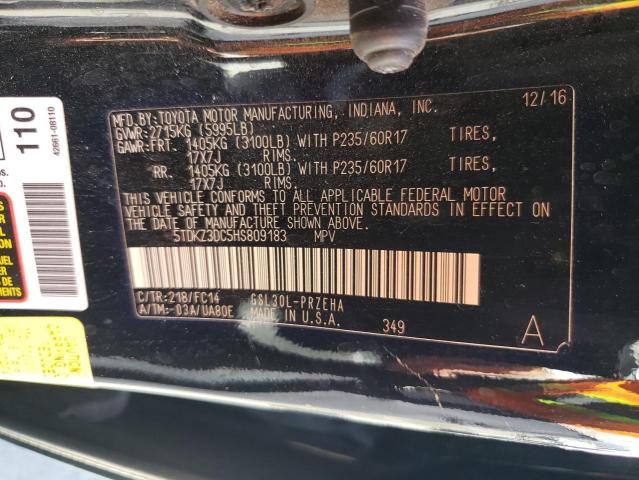 MFD.BY:TOYOTA MOTOR MANUFACTURING, INDIANA, INC. 12/16
GVWR:2715KG (5995LB)
GAWR:FRT. 1405KG (3100LB) WITH P235/60R17 TIRES,
17X7J RIMS.
RR. 1405KG (3100LB) WITH P235/60R17 TIRES,
17X7J RIMS.
THIS VEHICLE CONFORMS TO ALL APPLICABLE FEDERAL MOTOR
VEHICLE SAFETY AND THEFT PREVENTION STANDARDS IN EFFECT ON
THE DATE OF MANUFACTURE SHOWN ABOVE.
5TDKZ3DC5HS809183 MPV
C/TR:218/FC14 GSL30L-PRZEHA
A/TM:-03A/UA80E MADE IN U.S.A. 349 A
110
42661-08110